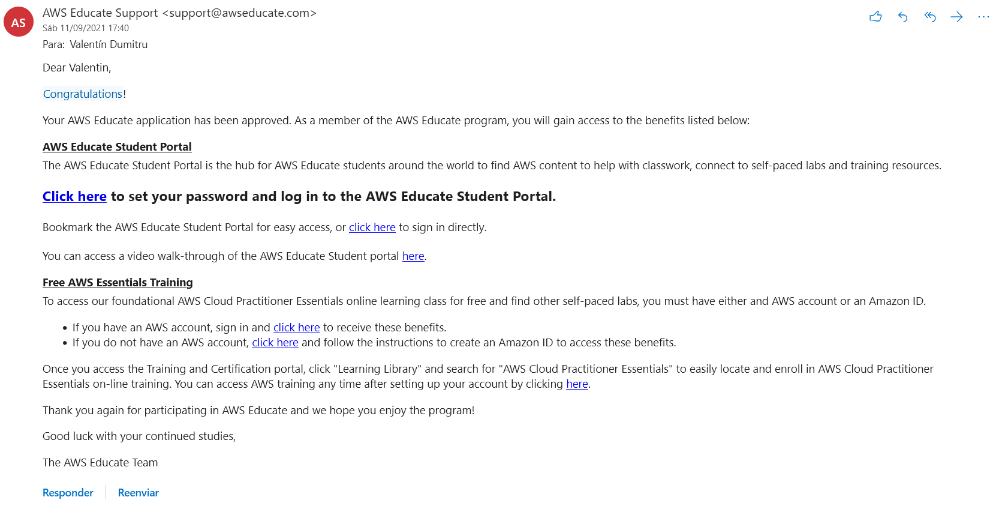 AS
AWS Educate Support <support@awseducate.com>
Sáb 11/09/2021 17:40
Para: Valentín Dumitru
Dear Valentin,
Congratulations!
Your AWS Educate application has been approved. As a member of the AWS Educate program, you will gain access to the benefits listed below:
AWS Educate Student Portal
The AWS Educate Student Portal is the hub for AWS Educate students around the world to find AWS content to help with classwork, connect to self-paced labs and training resources.
Click here to set your password and log in to the AWS Educate Student Portal.
Bookmark the AWS Educate Student Portal for easy access, or click here to sign in directly.
You can access a video walk-through of the AWS Educate Student portal here.
Free AWS Essentials Training
To access our foundational AWS Cloud Practitioner Essentials online learning class for free and find other self-paced labs, you must have either and AWS account or an Amazon ID.
• If you have an AWS account, sign in and click here to receive these benefits.
• If you do not have an AWS account, click here and follow the instructions to create an Amazon ID to access these benefits.
Once you access the Training and Certification portal, click "Learning Library" and search for "AWS Cloud Practitioner Essentials" to easily locate and enroll in AWS Cloud Practitioner
Essentials on-line training. You can access AWS training any time after setting up your account by clicking here.
Thank you again for participating in AWS Educate and we hope you enjoy the program!
Good luck with your continued studies,
The AWS Educate Team
Responder | Reenviar